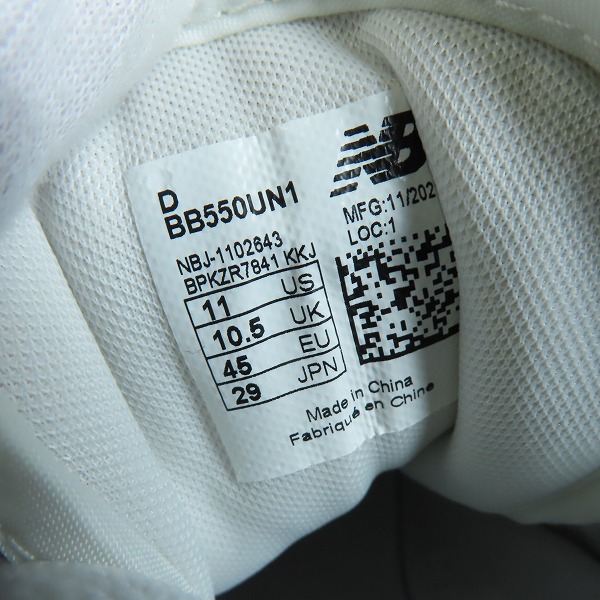 D
BB550UN1
NBJ-1102643
BPKZR7841 KKJ
11 US
10.5 UK
45 EU
29 JPN
NB
MFG:11/202
LOC:1
Made in China
Fabriqué en Chine